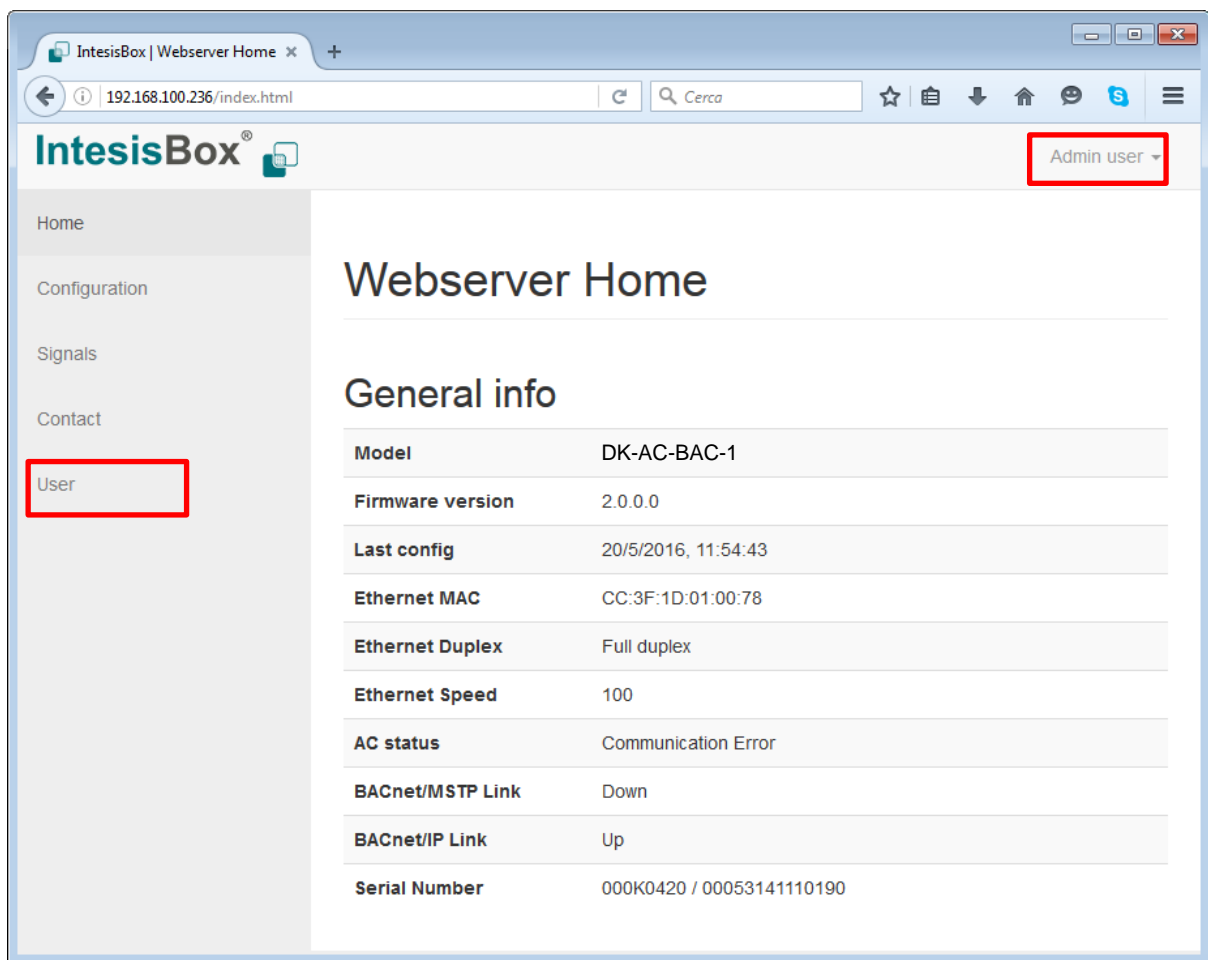 IntesisBox | Webserver Home
192.168.100.236/index.html
Cerca
IntesisBox®
Admin user
Home
Configuration
Signals
Contact
User
Webserver Home
General info
Model DK-AC-BAC-1
Firmware version 2.0.0.0
Last config 20/5/2016, 11:54:43
Ethernet MAC CC:3F:1D:01:00:78
Ethernet Duplex Full duplex
Ethernet Speed 100
AC status Communication Error
BACnet/MSTP Link Down
BACnet/IP Link Up
Serial Number 000K0420 / 00053141110190